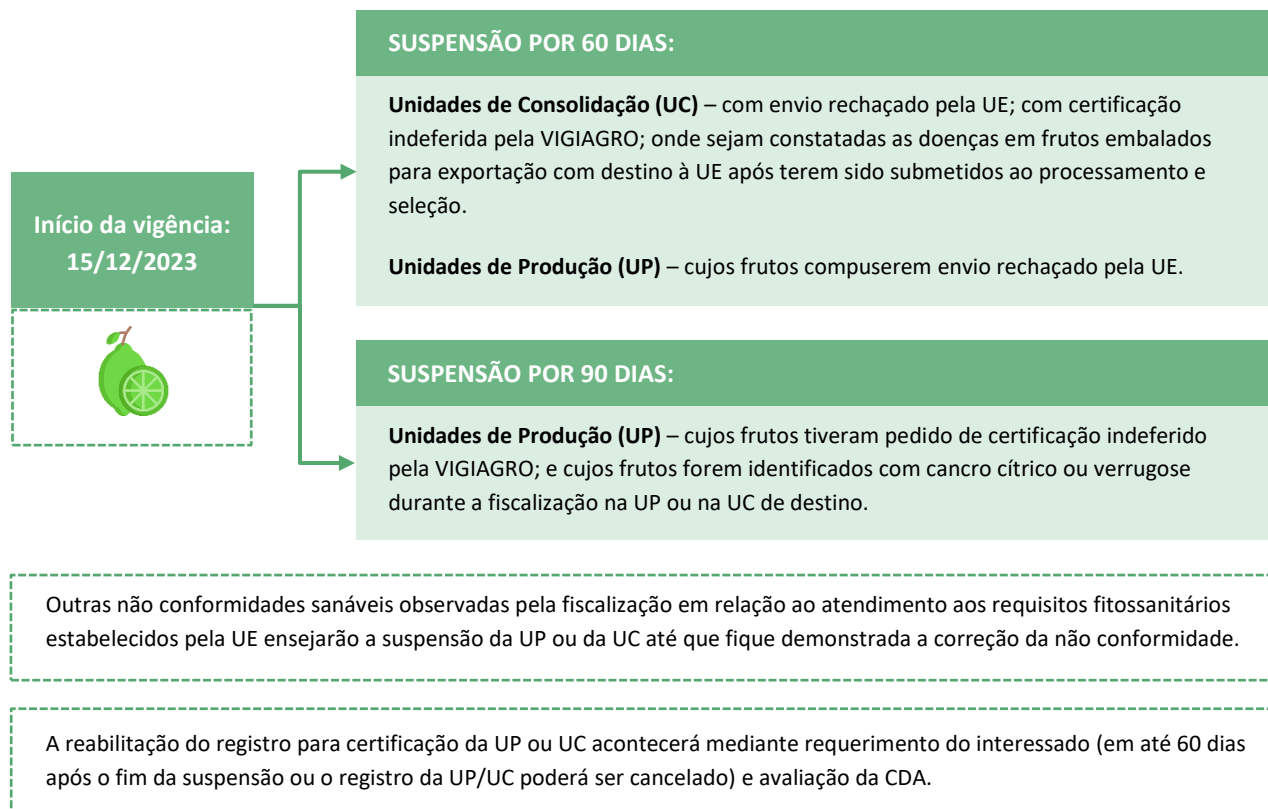 SUSPENSÃO POR 60 DIAS:
Unidades de Consolidação (UC) – com envio rechaçado pela UE; com certificação
indeferida pela VIGIAGRO; onde sejam constatadas as doenças em frutos embalados
para exportação com destino à UE após terem sido submetidos ao processamento e
seleção.
Unidades de Produção (UP) – cujos frutos compuserem envio rechaçado pela UE.
Início da vigência:
15/12/2023
SUSPENSÃO POR 90 DIAS:
Unidades de Produção (UP) – cujos frutos tiveram pedido de certificação indeferido
pela VIGIAGRO; e cujos frutos forem identificados com cancro cítrico ou verrugose
durante a fiscalização na UP ou na UC de destino.
Outras não conformidades sanáveis observadas pela fiscalização em relação ao atendimento aos requisitos fitossanitários
estabelecidos pela UE ensejarão a suspensão da UP ou da UC até que fique demonstrada a correção da não conformidade.
A reabilitação do registro para certificação da UP ou UC acontecerá mediante requerimento do interessado (em até 60 dias
após o fim da suspensão ou o registro da UP/UC poderá ser cancelado) e avaliação da CDA.